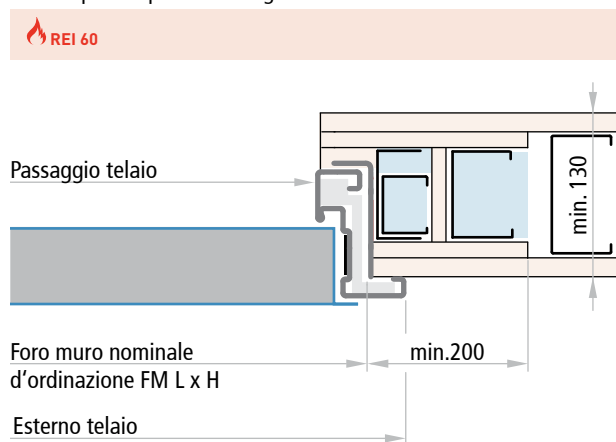 REI 60
Passaggio telaio
min. 130
Foro muro nominale
d'ordinazione FM L x H
min.200
Esterno telaio